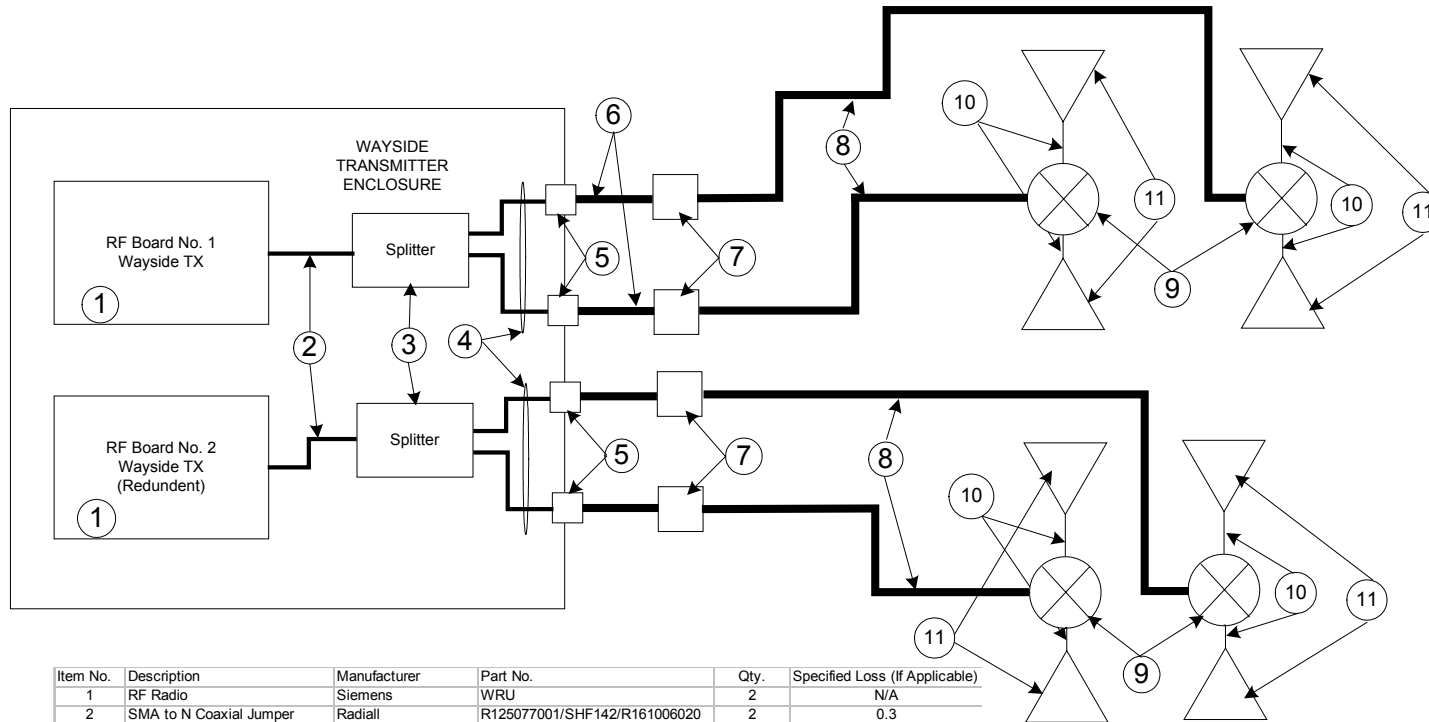 WAYSIDE
TRANSMITTER
ENCLOSURE
RF Board No. 1
Wayside TX
1
2
Splitter
3
4
5
6
7
8
9
10
10
11
11
RF Board No. 2
Wayside TX
(Redundent)
1
Splitter
5
7
8
9
10
10
11
11
Item No. Description Manufacturer Part No. Qty. Specified Loss (If Applicable)
1 RF Radio Siemens WRU 2 N/A
2 SMA to N Coaxial Jumper Radiall R125077001/SHF142/R161006020 2 0.3